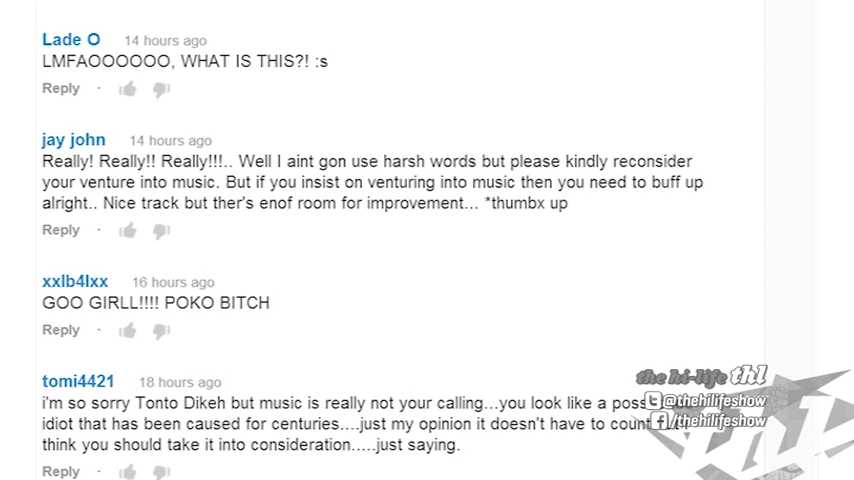 Lade O 14 hours ago
LMFAOOOOOO, WHAT IS THIS?! :s
Reply ·
jay john 14 hours ago
Really! Really!! Really!!!.. Well I aint gon use harsh words but please kindly reconsider
your venture into music. But if you insist on venturing into music then you need to buff up
alright.. Nice track but ther's enof room for improvement... *thumbx up
Reply ·
xxlb4lxx 16 hours ago
GOO GIRLL!!!! POKO BITCH
Reply ·
tomi4421 18 hours ago
i'm so sorry Tonto Dikeh but music is really not your calling...you look like a poss
idiot that has been caused for centuries....just my opinion it doesn't have to count
think you should take it into consideration.....just saying.
Reply ·
the hi-life thl
@thehilifeshow
/thehilifeshow